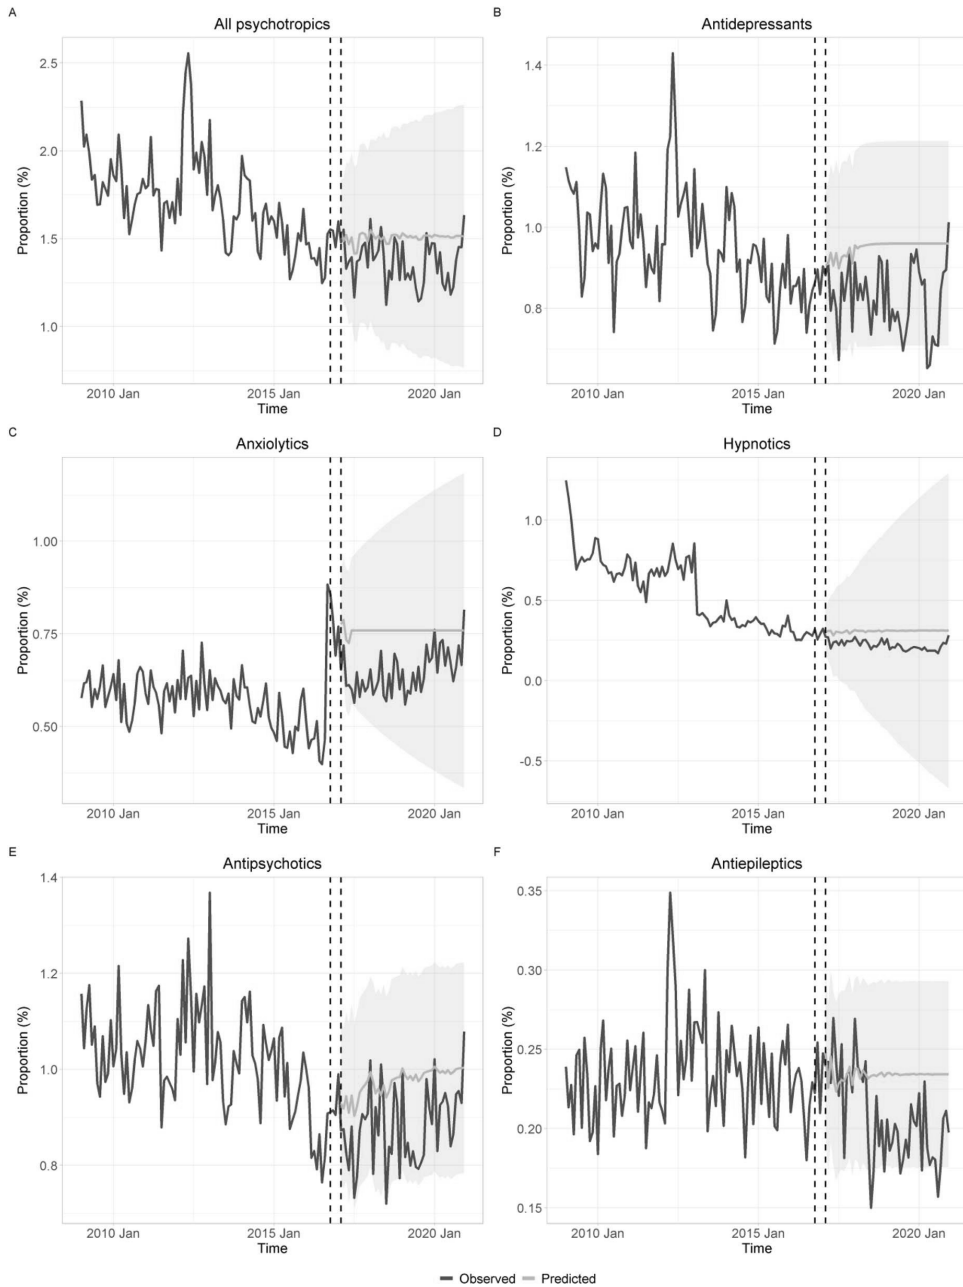 A
All psychotropics
Proportion (%)
2.5
2.0
1.5
1.0
2010 Jan 2015 Jan 2020 Jan
Time
B
Antidepressants
Proportion (%)
1.4
1.2
1.0
0.8
2010 Jan 2015 Jan 2020 Jan
Time
C
Anxiolytics
Proportion (%)
1.00
0.75
0.50
2010 Jan 2015 Jan 2020 Jan
Time
D
Hypnotics
Proportion (%)
1.0
0.5
0.0
-0.5
2010 Jan 2015 Jan 2020 Jan
Time
E
Antipsychotics
Proportion (%)
1.4
1.2
1.0
0.8
2010 Jan 2015 Jan 2020 Jan
Time
F
Antiepileptics
Proportion (%)
0.35
0.30
0.25
0.20
0.15
2010 Jan 2015 Jan 2020 Jan
Time
Observed Predicted